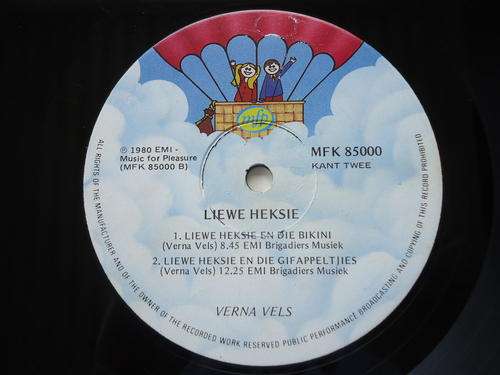 mfp
℗ 1980 EMI -
Music for Pleasure
(MFK 85000 B)
MFK 85000
KANT TWEE
LIEWE HEKSIE
1. LIEWE HEKSIE EN DIE BIKINI
(Verna Vels) 8.45 EMI Brigadiers Musiek
2. LIEWE HEKSIE EN DIE GIFAPPELTJIES
(Verna Vels) 12.25 EMI Brigadiers Musiek
VERNA VELS
ALL RIGHTS OF THE MANUFACTURER AND OF THE OWNER OF THE RECORDED WORK RESERVED PUBLIC PERFORMANCE BROADCASTING AND COPYING OF THIS RECORD PROHIBITED